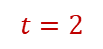 t = 2